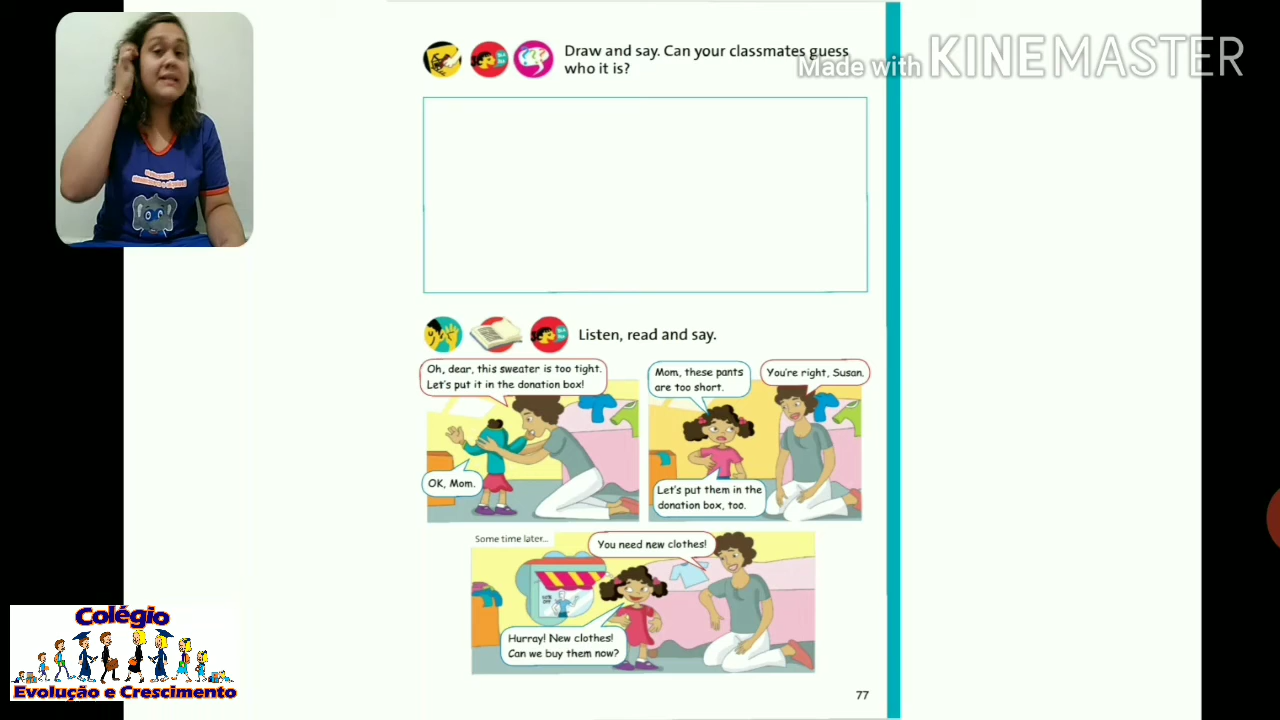 Draw and say. Can your classmates guess
who it is?
Made with KINEMASTER
Listen, read and say.
Oh, dear, this sweater is too tight.
Let's put it in the donation box!
OK, Mom.
Mom, these pants
are too short.
You're right, Susan.
Let's put them in the
donation box, too.
Some time later...
You need new clothes!
Hurray! New clothes!
Can we buy them now?
77
Colégio
Evolução e Crescimento